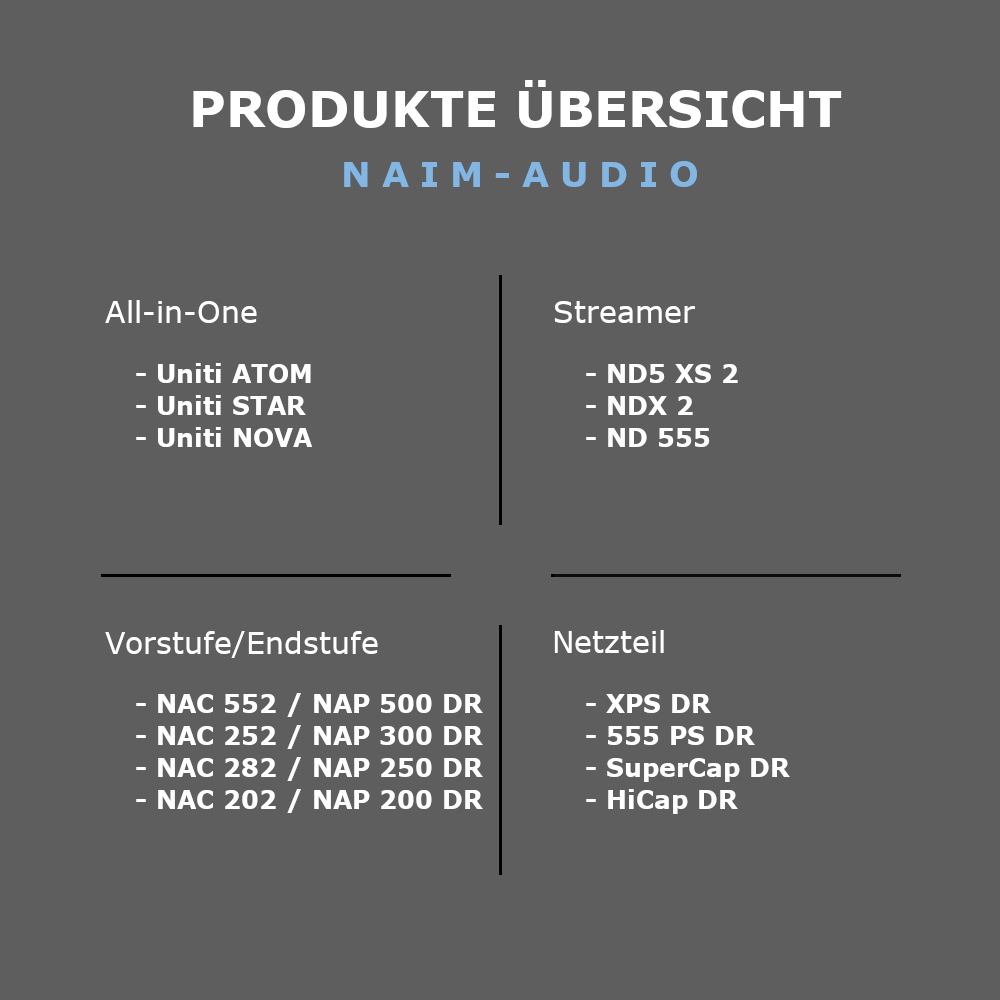 PRODUKTE ÜBERSICHT
NAIM-AUDIO
All-in-One
- Uniti ATOM
- Uniti STAR
- Uniti NOVA
Streamer
- ND5 XS 2
- NDX 2
- ND 555
Vorstufe/Endstufe
- NAC 552 / NAP 500 DR
- NAC 252 / NAP 300 DR
- NAC 282 / NAP 250 DR
- NAC 202 / NAP 200 DR
Netzteil
- XPS DR
- 555 PS DR
- SuperCap DR
- HiCap DR